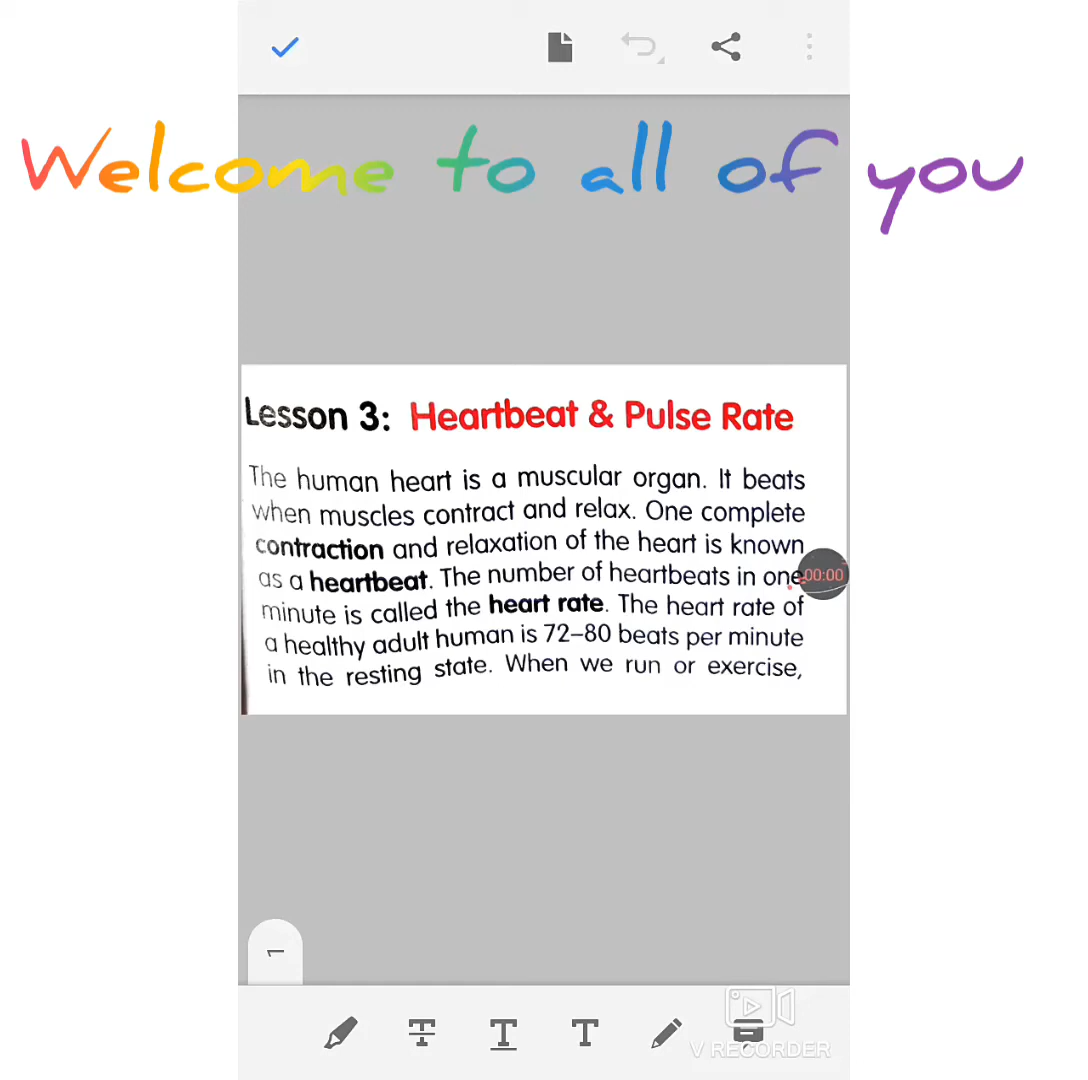 Welcome to all of you
Lesson 3: Heartbeat & Pulse Rate
The human heart is a muscular organ. It beats
when muscles contract and relax. One complete
contraction and relaxation of the heart is known
as a heartbeat. The number of heartbeats in one
00:00
minute is called the heart rate. The heart rate of
a healthy adult human is 72–80 beats per minute
in the resting state. When we run or exercise,
1
T T T
V RECORDER